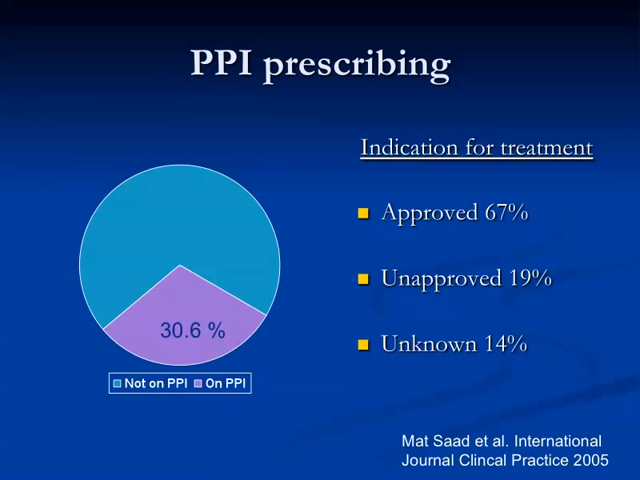 PPI prescribing
Indication for treatment
Approved 67%
Unapproved 19%
Unknown 14%
30.6 %
Not on PPI On PPI
Mat Saad et al. International
Journal Clincal Practice 2005